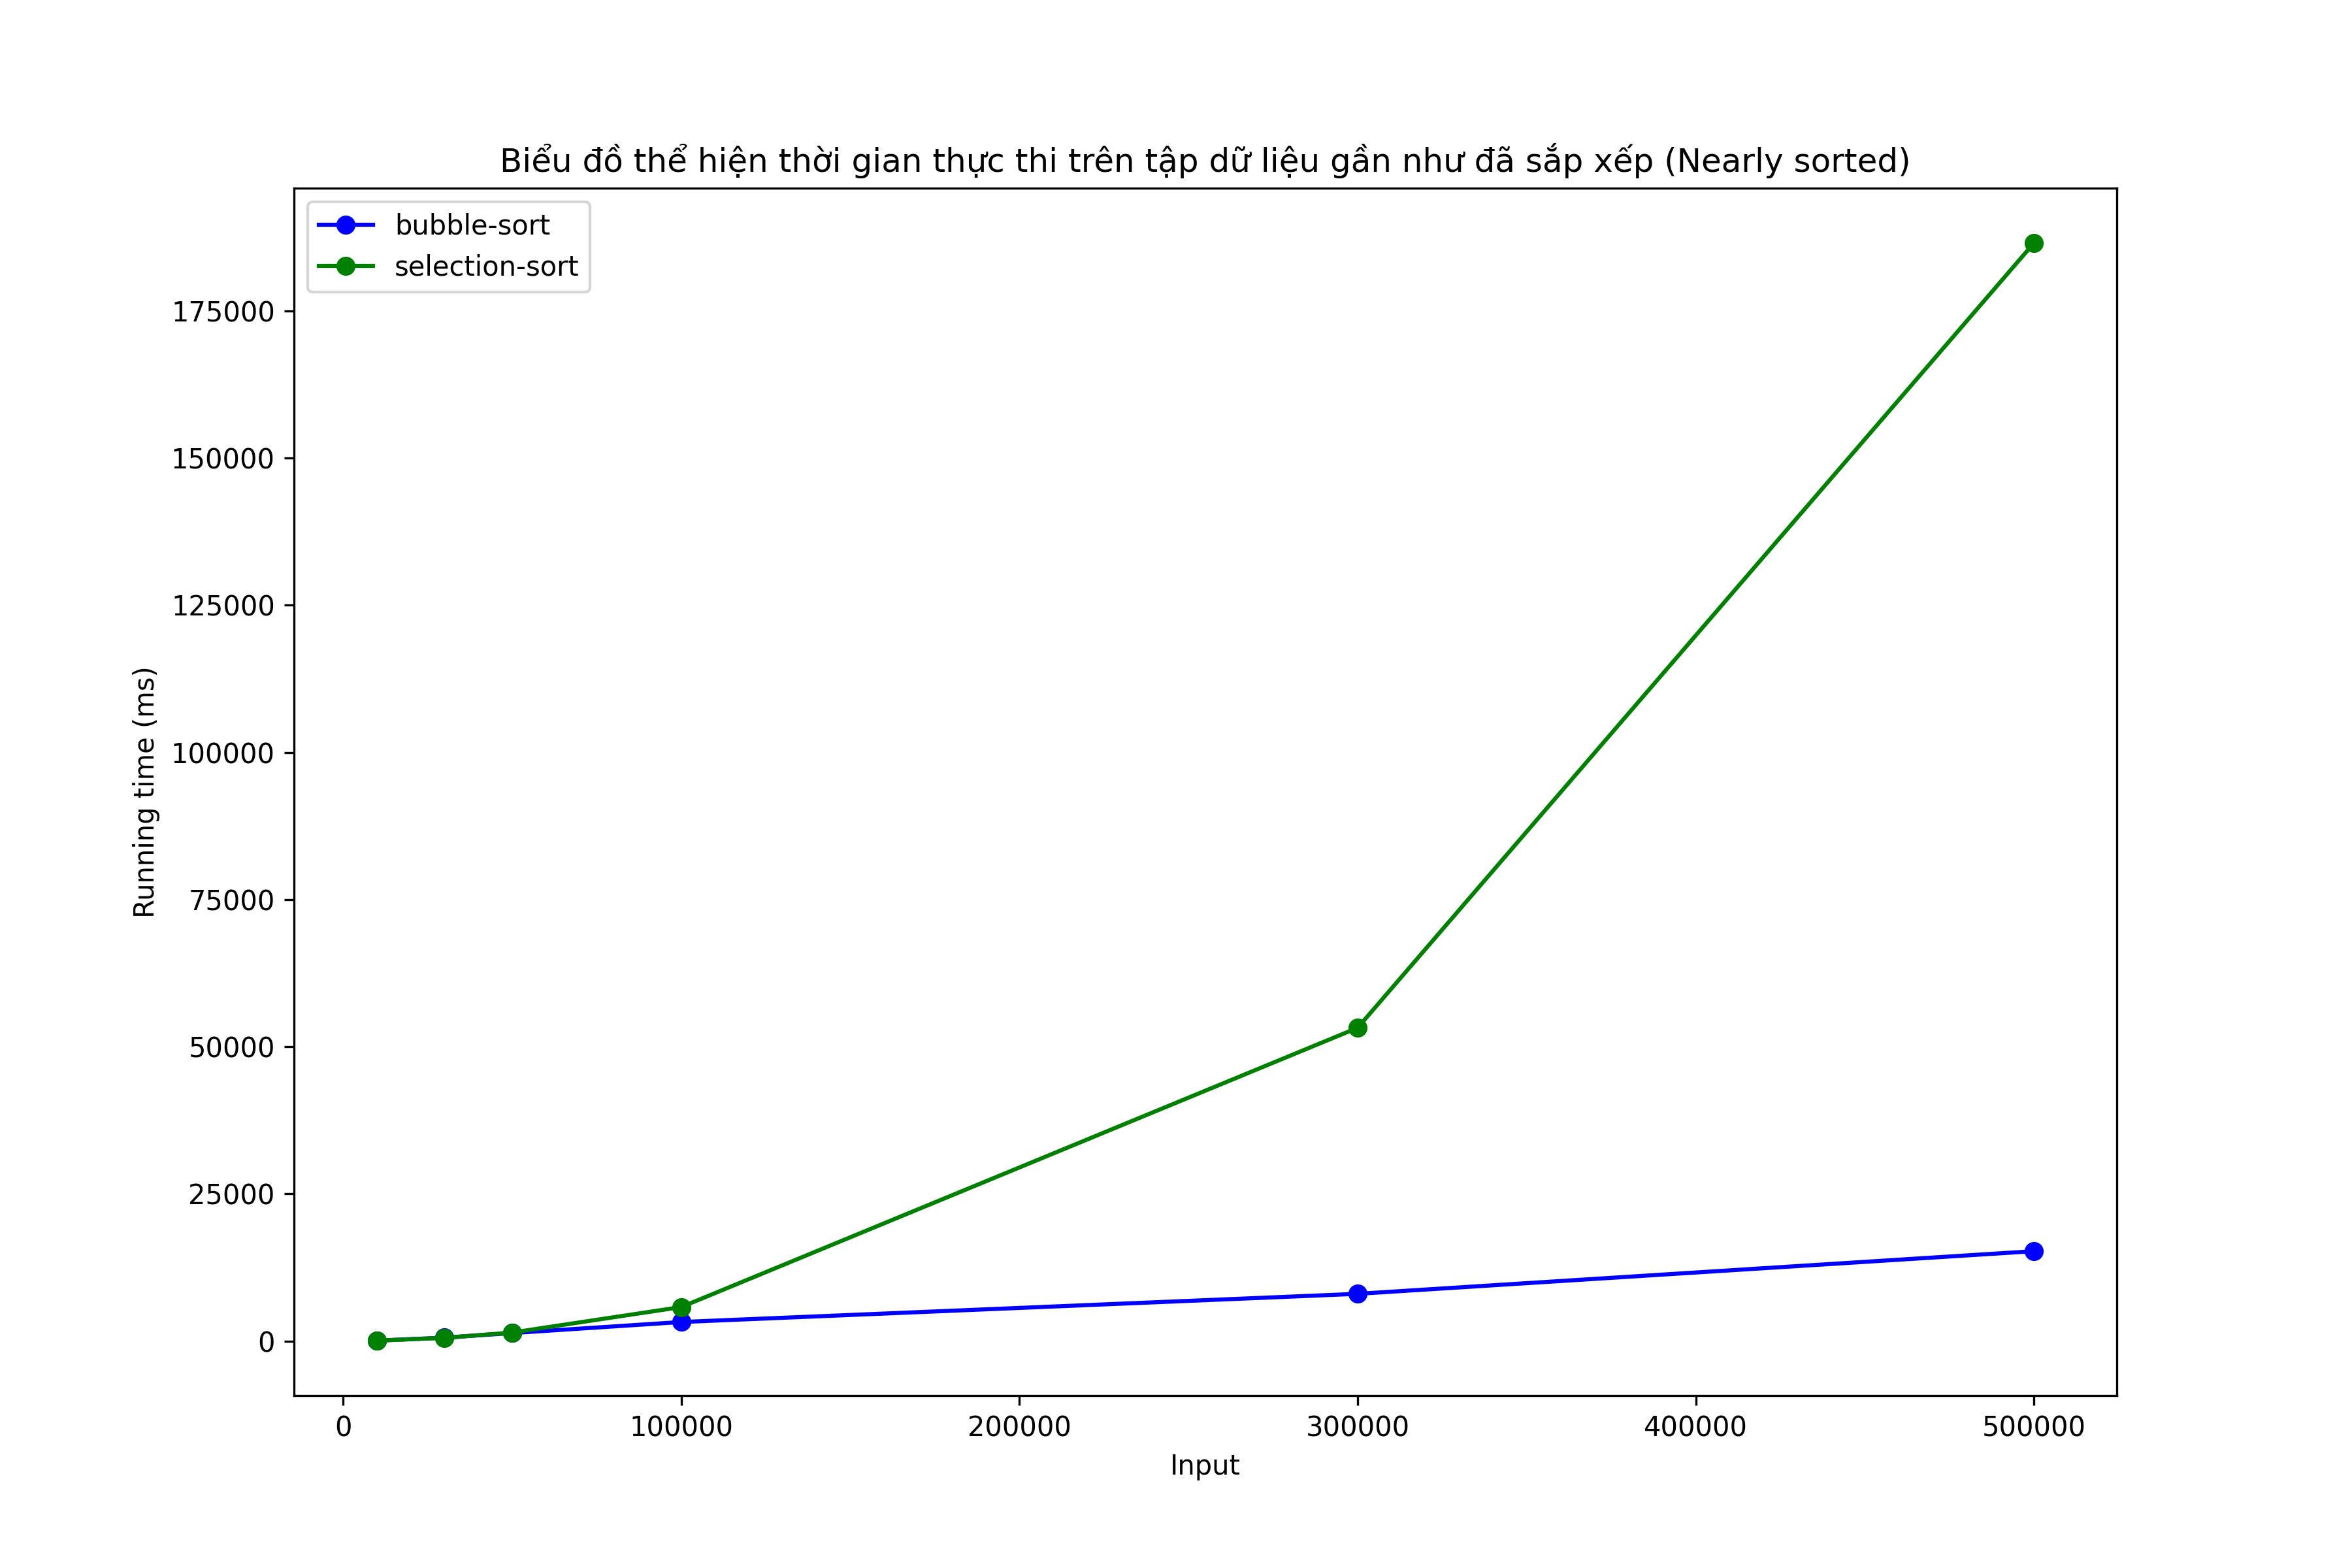 Biểu đồ thể hiện thời gian thực thi trên tập dữ liệu gần như đã sắp xếp (Nearly sorted)
bubble-sort
selection-sort
175000
150000
125000
100000
75000
50000
25000
0
Running time (ms)
0 100000 200000 300000 400000 500000
Input